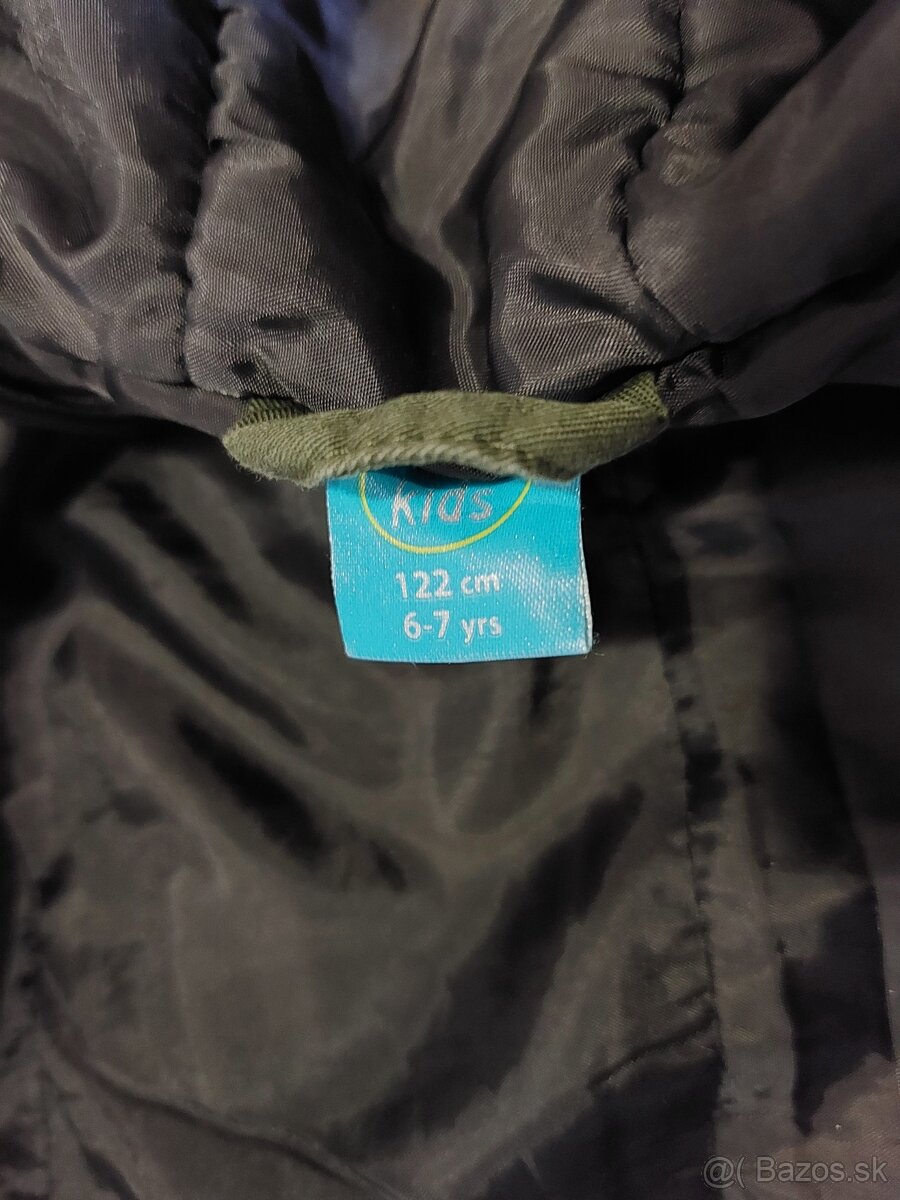 kids
122 cm
6-7 yrs
@( Bazos.sk